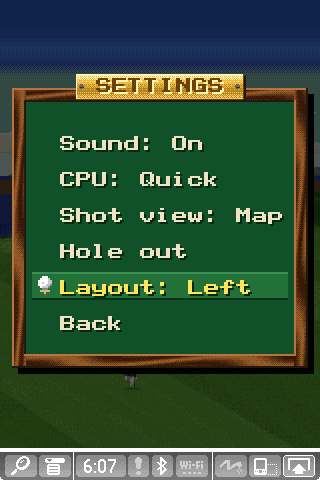 SETTINGS
Sound: On
CPU: Quick
Shot view: Map
Hole out
Layout: Left
Back
6:07
Wi-Fi